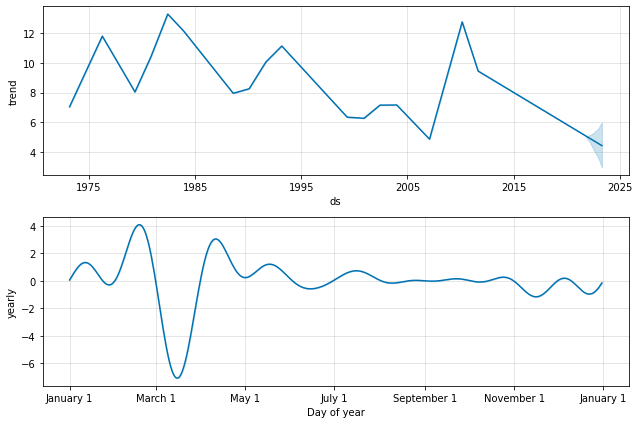 12
10
8
6
4
trend
1975 1985 1995 2005 2015 2025
ds
4
2
0
−2
−4
−6
yearly
January 1 March 1 May 1 July 1 September 1 November 1 January 1
Day of year